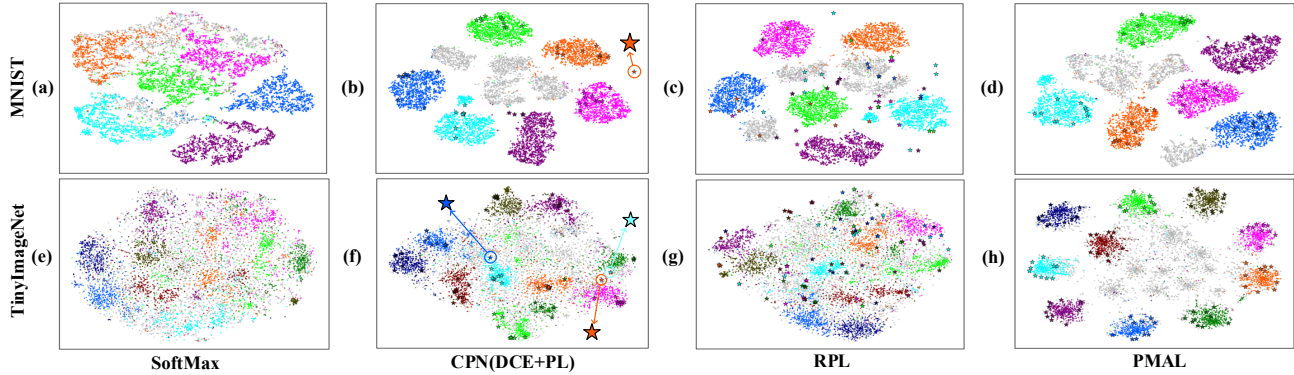 MNIST
(a)
(b)
(c)
(d)
TinyImageNet
(e)
(f)
(g)
(h)
SoftMax
CPN(DCE+PL)
RPL
PMAL